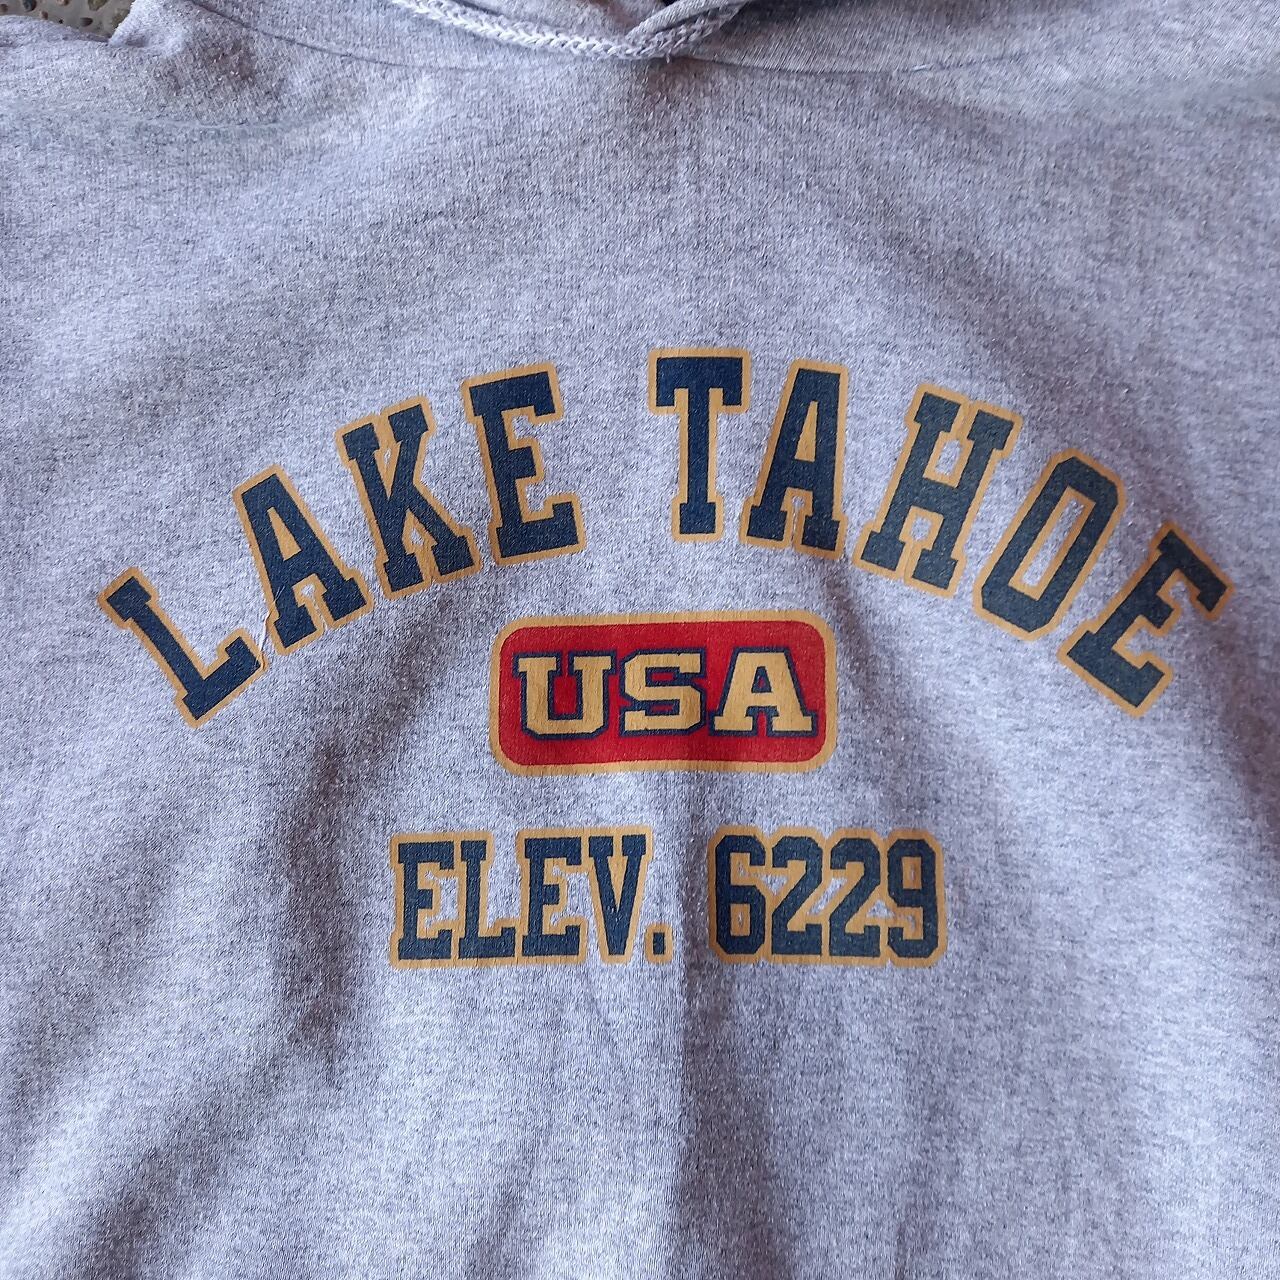 LAKE TAHOE
USA
ELEV. 6229